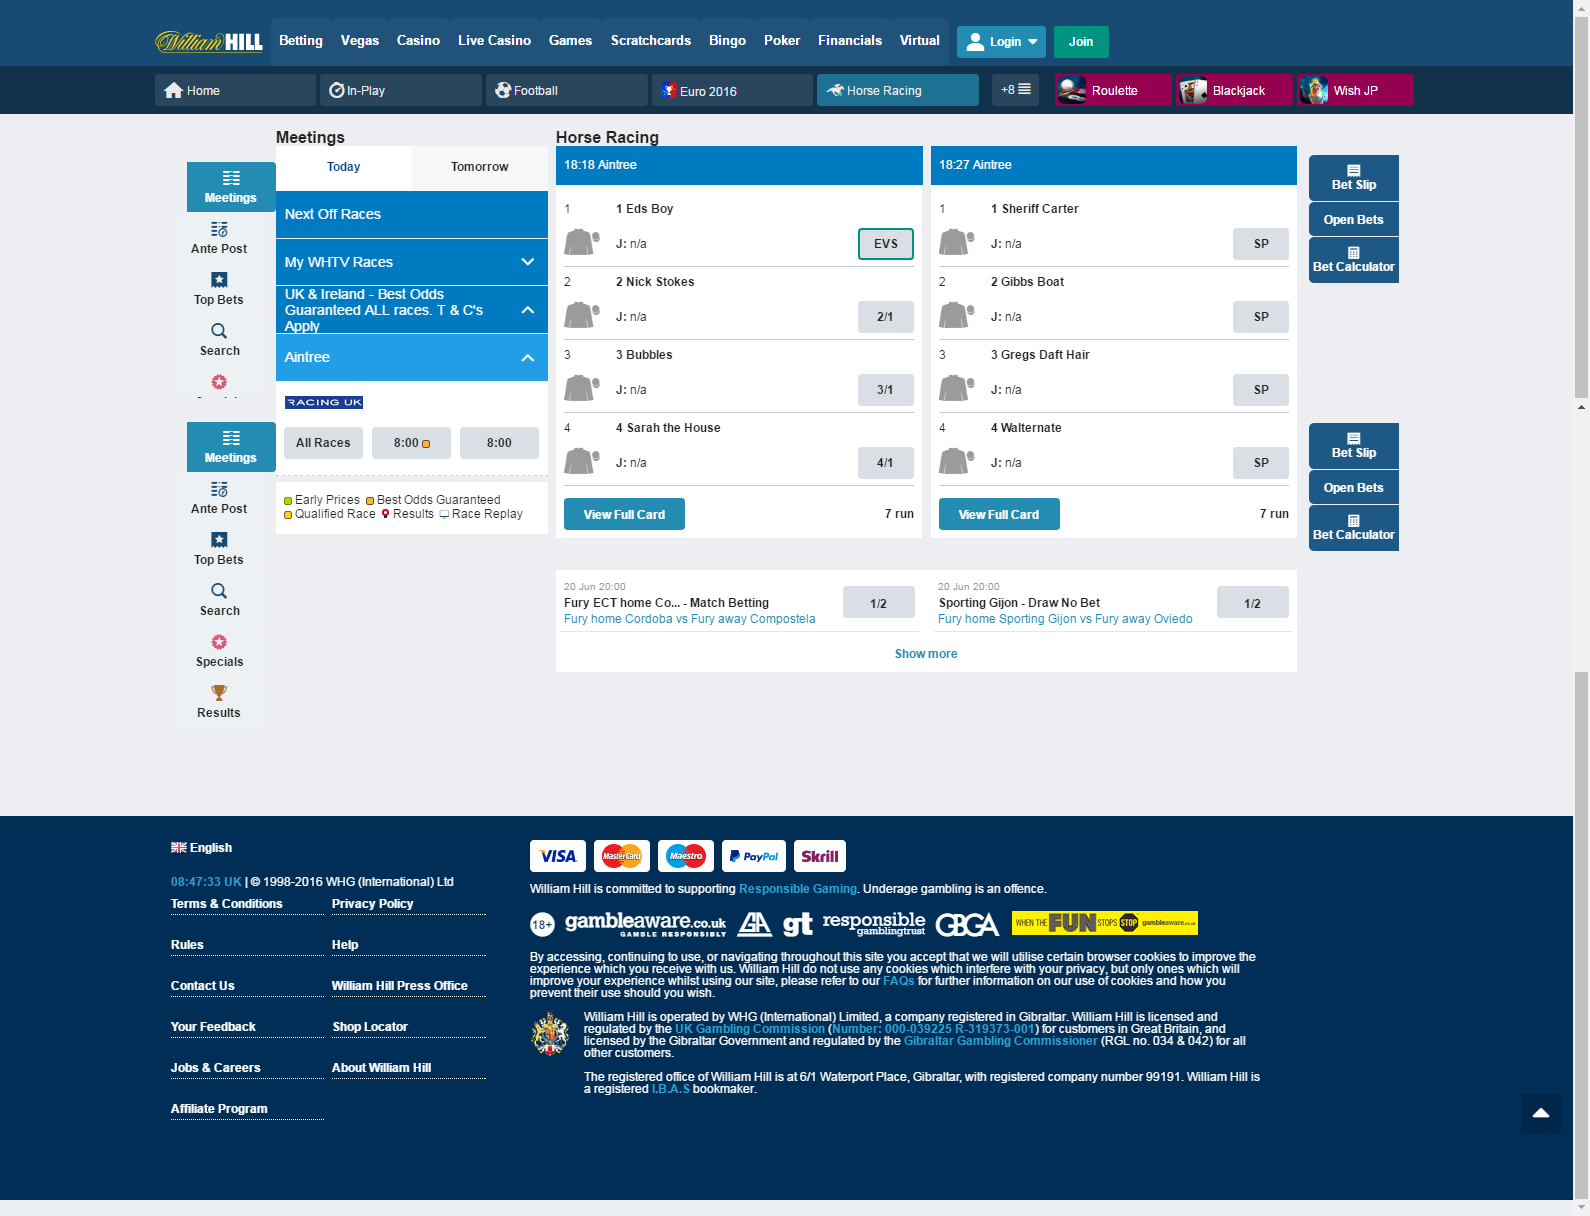 William HILL
Betting Vegas Casino Live Casino Games Scratchcards Bingo Poker Financials Virtual Login Join
Home In-Play Football Euro 2016 Horse Racing +8 Roulette Blackjack Wish JP
Meetings
Today Tomorrow
Next Off Races
My WHTV Races
UK & Ireland - Best Odds
Guaranteed ALL races. T & C's
Apply
Aintree
RACING UK
All Races 8:00 8:00
Early Prices Best Odds Guaranteed
Qualified Race Results Race Replay
Meetings
Ante Post
Top Bets
Search
Meetings
Ante Post
Top Bets
Search
Specials
Results
Horse Racing
18:18 Aintree
1 1 Eds Boy
J: n/a EVS
2 2 Nick Stokes
J: n/a 2/1
3 3 Bubbles
J: n/a 3/1
4 4 Sarah the House
J: n/a 4/1
View Full Card 7 run
18:27 Aintree
1 1 Sheriff Carter
J: n/a SP
2 2 Gibbs Boat
J: n/a SP
3 3 Gregs Daft Hair
J: n/a SP
4 4 Walternate
J: n/a SP
View Full Card 7 run
Bet Slip
Open Bets
Bet Calculator
Bet Slip
Open Bets
Bet Calculator
20 Jun 20:00
Fury ECT home Co... - Match Betting 1/2
Fury home Cordoba vs Fury away Compostela
20 Jun 20:00
Sporting Gijon - Draw No Bet 1/2
Fury home Sporting Gijon vs Fury away Oviedo
Show more
English
08:47:33 UK | © 1998-2016 WHG (International) Ltd
Terms & Conditions Privacy Policy
Rules Help
Contact Us William Hill Press Office
Your Feedback Shop Locator
Jobs & Careers About William Hill
Affiliate Program
VISA MasterCard Maestro PayPal Skrill
William Hill is committed to supporting Responsible Gaming. Underage gambling is an offence.
18+ gambleaware.co.uk GAMBLE RESPONSIBLY GA gt responsible gamblingtrust GBGA WHEN THE FUN STOPS STOP gambleaware.co.uk
By accessing, continuing to use, or navigating throughout this site you accept that we will utilise certain browser cookies to improve the
experience which you receive with us. William Hill do not use any cookies which interfere with your privacy, but only ones which will
improve your experience whilst using our site, please refer to our FAQs for further information on our use of cookies and how you
prevent their use should you wish.
William Hill is operated by WHG (International) Limited, a company registered in Gibraltar. William Hill is licensed and
regulated by the UK Gambling Commission (Number: 000-039225 R-319373-001) for customers in Great Britain, and
licensed by the Gibraltar Government and regulated by the Gibraltar Gambling Commissioner (RGL no. 034 & 042) for all
other customers.
The registered office of William Hill is at 6/1 Waterport Place, Gibraltar, with registered company number 99191. William Hill is
a registered I.B.A.S bookmaker.